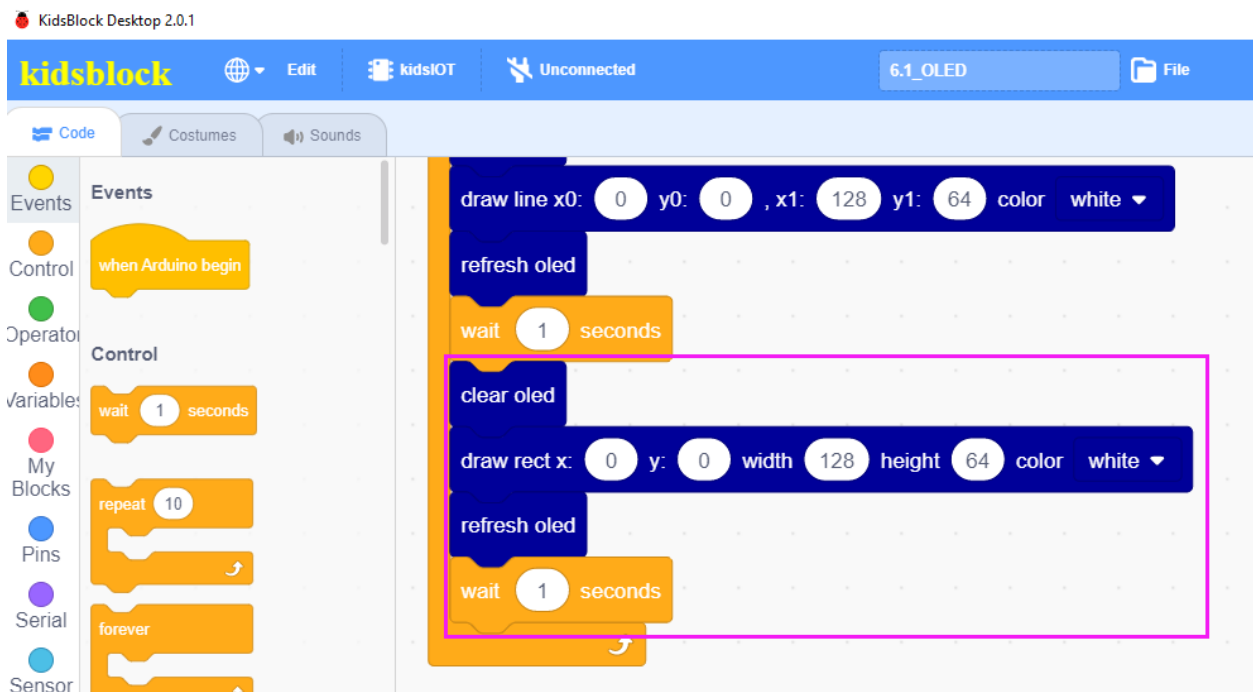 KidsBlock Desktop 2.0.1
kidsblock Edit kidsIOT Unconnected 6.1_OLED File
Code Costumes Sounds
Events
Control
Operator
Variables
My
Blocks
Pins
Serial
Sensor
Events
when Arduino begin
Control
wait 1 seconds
repeat 10
forever
draw line x0: 0 y0: 0 , x1: 128 y1: 64 color white
refresh oled
wait 1 seconds
clear oled
draw rect x: 0 y: 0 width 128 height 64 color white
refresh oled
wait 1 seconds